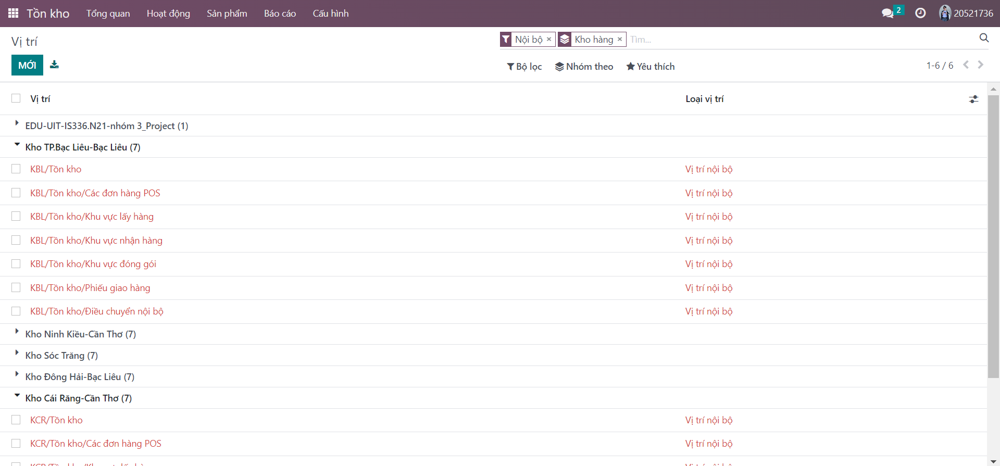 Tồn kho Tổng quan Hoạt động Sản phẩm Báo cáo Cấu hình 2 20521736
Vị trí Nội bộ × Kho hàng × Tìm...
MỚI Bộ lọc Nhóm theo Yêu thích 1-6 / 6
Vị trí Loại vị trí
EDU-UIT-IS336.N21-nhóm 3_Project (1)
Kho TP.Bạc Liêu-Bạc Liêu (7)
KBL/Tồn kho Vị trí nội bộ
KBL/Tồn kho/Các đơn hàng POS Vị trí nội bộ
KBL/Tồn kho/Khu vực lấy hàng Vị trí nội bộ
KBL/Tồn kho/Khu vực nhận hàng Vị trí nội bộ
KBL/Tồn kho/Khu vực đóng gói Vị trí nội bộ
KBL/Tồn kho/Phiếu giao hàng Vị trí nội bộ
KBL/Tồn kho/Điều chuyển nội bộ Vị trí nội bộ
Kho Ninh Kiều-Cần Thơ (7)
Kho Sóc Trăng (7)
Kho Đông Hải-Bạc Liêu (7)
Kho Cái Răng-Cần Thơ (7)
KCR/Tồn kho Vị trí nội bộ
KCR/Tồn kho/Các đơn hàng POS Vị trí nội bộ